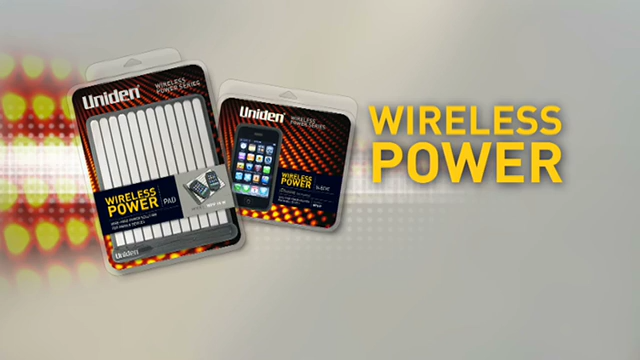 Uniden
WIRELESS
POWER SERIES
WIRELESS
POWER PAD
Uniden
Uniden
WIRELESS
POWER SERIES
WIRELESS
POWER
WIRELESS
POWER